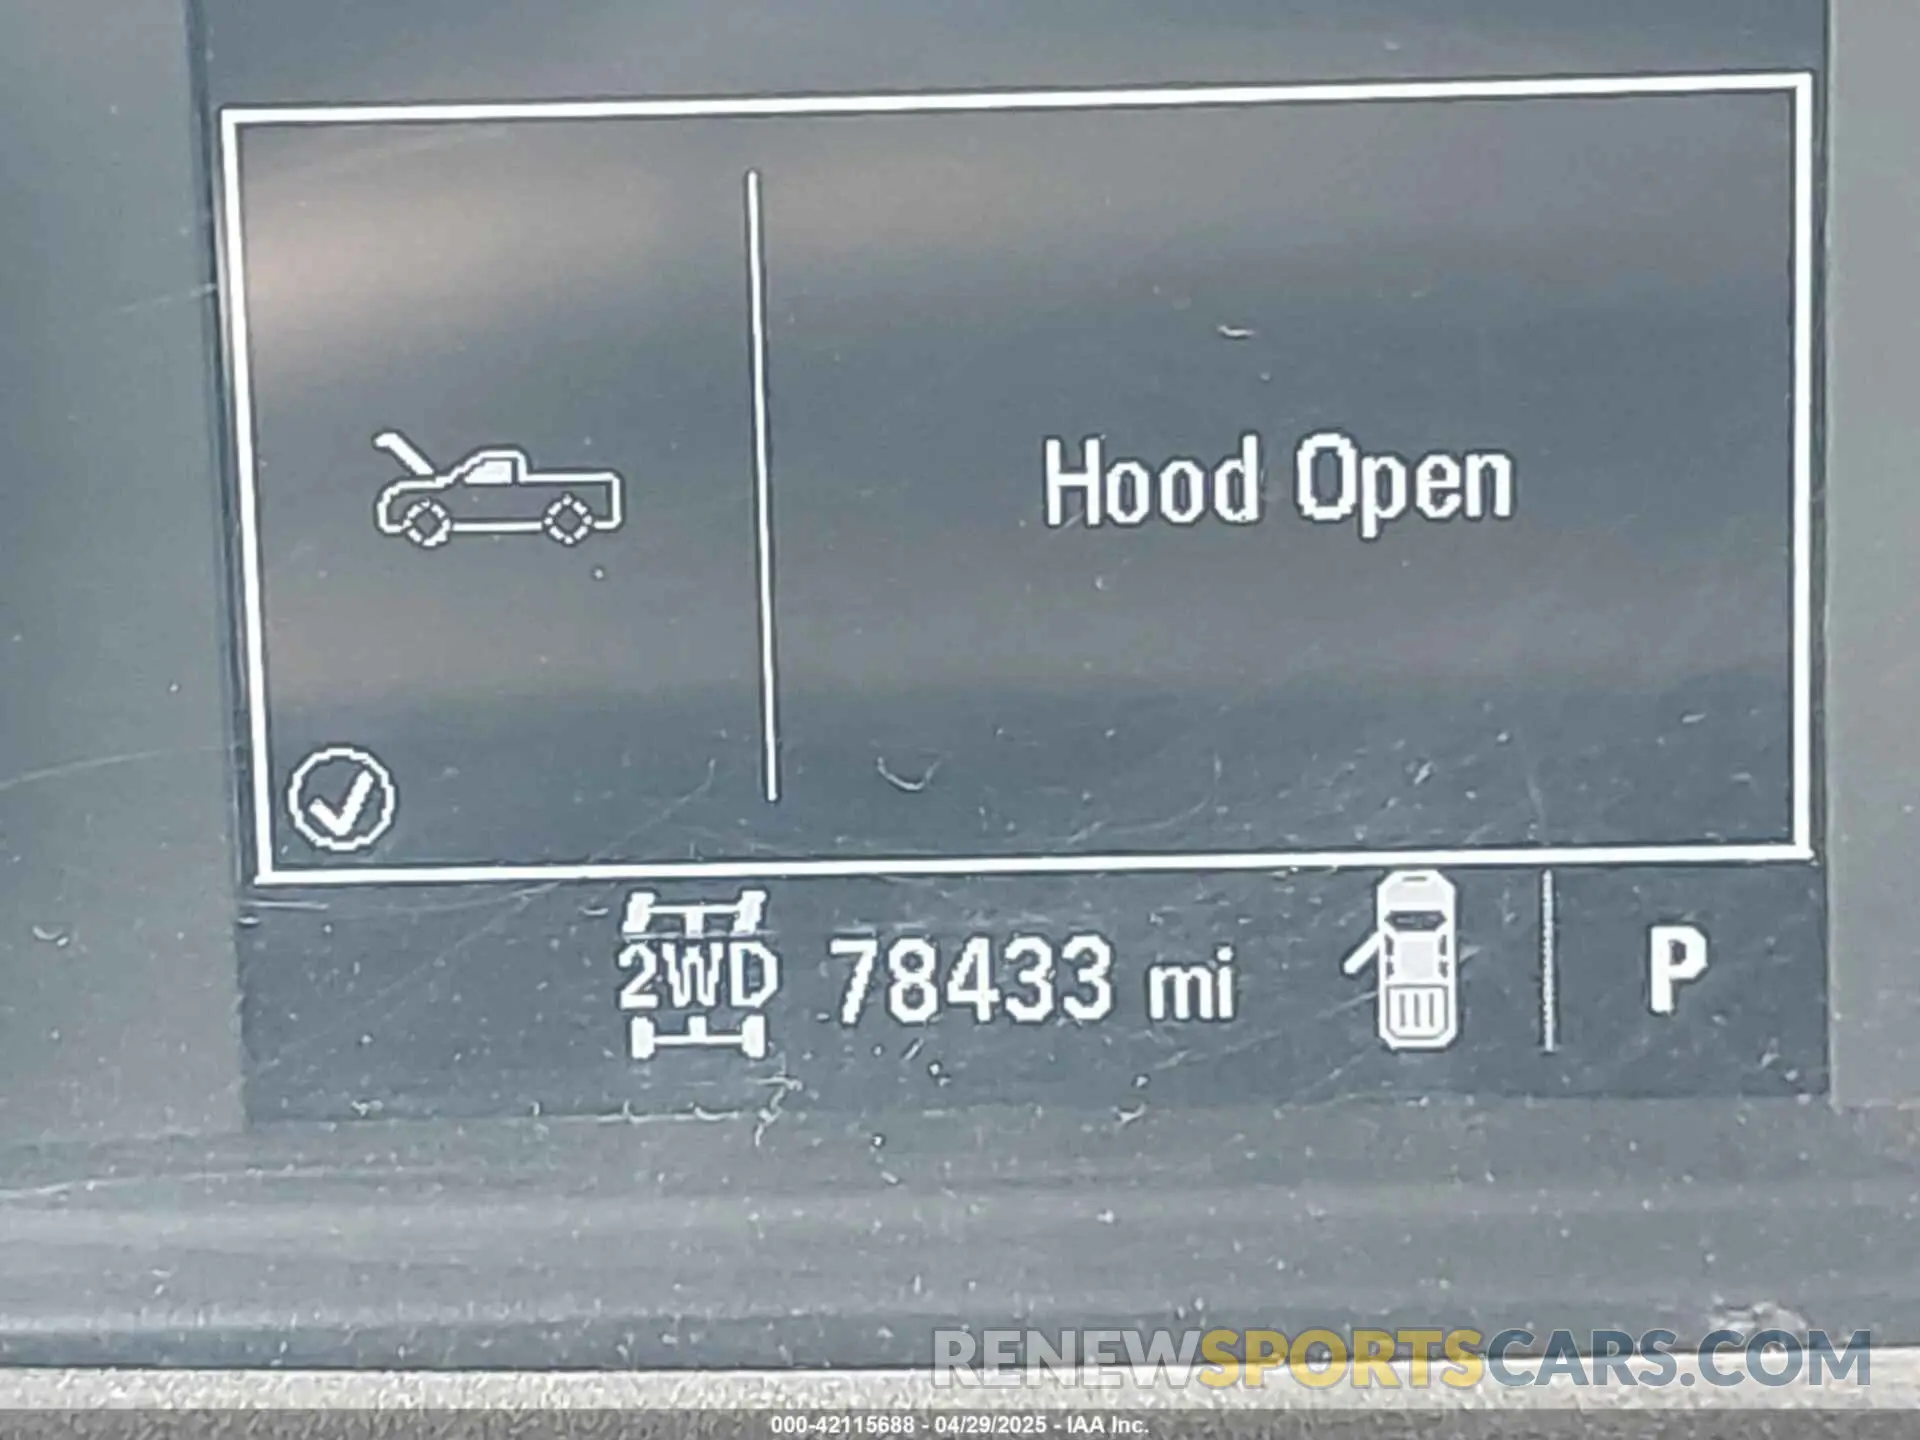 Hood Open
2WD 78433 mi P
RENEWSPORTSCARS.COM
000-42115688 - 04/29/2025 - IAA Inc.